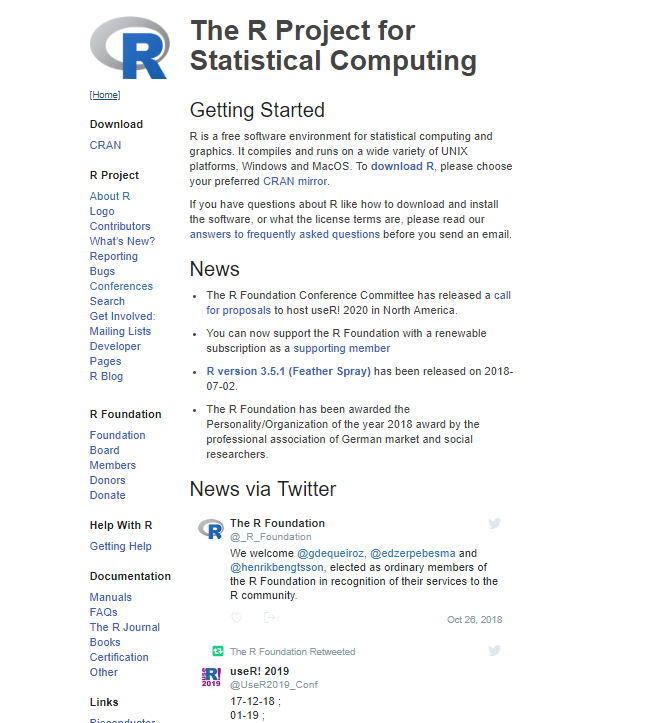 The R Project for
Statistical Computing
[Home]
Download
CRAN
R Project
About R
Logo
Contributors
What's New?
Reporting
Bugs
Conferences
Search
Get Involved:
Mailing Lists
Developer
Pages
R Blog
R Foundation
Foundation
Board
Members
Donors
Donate
Help With R
Getting Help
Documentation
Manuals
FAQs
The R Journal
Books
Certification
Other
Links
Getting Started
R is a free software environment for statistical computing and
graphics. It compiles and runs on a wide variety of UNIX
platforms, Windows and MacOS. To download R, please choose
your preferred CRAN mirror.
If you have questions about R like how to download and install
the software, or what the license terms are, please read our
answers to frequently asked questions before you send an email.
News
• The R Foundation Conference Committee has released a call
for proposals to host useR! 2020 in North America.
• You can now support the R Foundation with a renewable
subscription as a supporting member
• R version 3.5.1 (Feather Spray) has been released on 2018-
07-02.
• The R Foundation has been awarded the
Personality/Organization of the year 2018 award by the
professional association of German market and social
researchers.
News via Twitter
The R Foundation
@_R_Foundation
We welcome @gdequeiroz, @edzerpebesma and
@henrikbengtsson, elected as ordinary members of
the R Foundation in recognition of their services to the
R community.
Oct 26, 2018
The R Foundation Retweeted
useR! 2019
@UseR2019_Conf
17-12-18 ;
01-19 ;